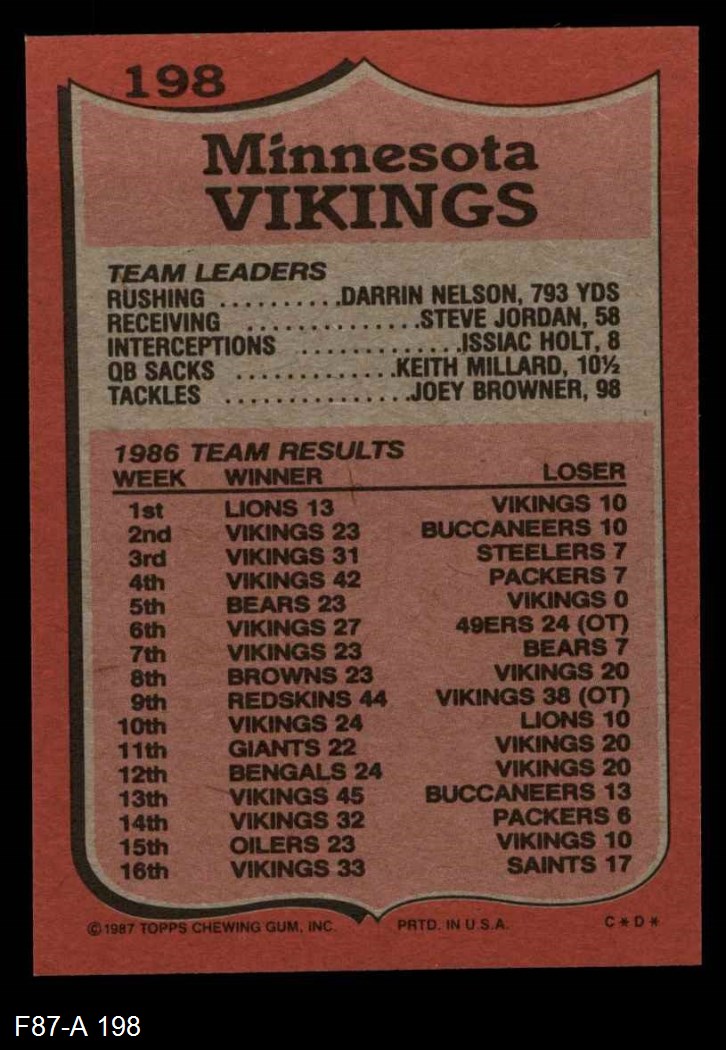 198
Minnesota
VIKINGS
TEAM LEADERS
RUSHING ..........DARRIN NELSON, 793 YDS
RECEIVING ..............STEVE JORDAN, 58
INTERCEPTIONS .............ISSIAC HOLT, 8
QB SACKS .............KEITH MILLARD, 10½
TACKLES ...............JOEY BROWNER, 98
1986 TEAM RESULTS
WEEK WINNER LOSER
1st LIONS 13 VIKINGS 10
2nd VIKINGS 23 BUCCANEERS 10
3rd VIKINGS 31 STEELERS 7
4th VIKINGS 42 PACKERS 7
5th BEARS 23 VIKINGS 0
6th VIKINGS 27 49ERS 24 (OT)
7th VIKINGS 23 BEARS 7
8th BROWNS 23 VIKINGS 20
9th REDSKINS 44 VIKINGS 38 (OT)
10th VIKINGS 24 LIONS 10
11th GIANTS 22 VIKINGS 20
12th BENGALS 24 VIKINGS 20
13th VIKINGS 45 BUCCANEERS 13
14th VIKINGS 32 PACKERS 6
15th OILERS 23 VIKINGS 10
16th VIKINGS 33 SAINTS 17
©1987 TOPPS CHEWING GUM, INC. PRTD. IN U.S.A. C*D*
F87-A 198